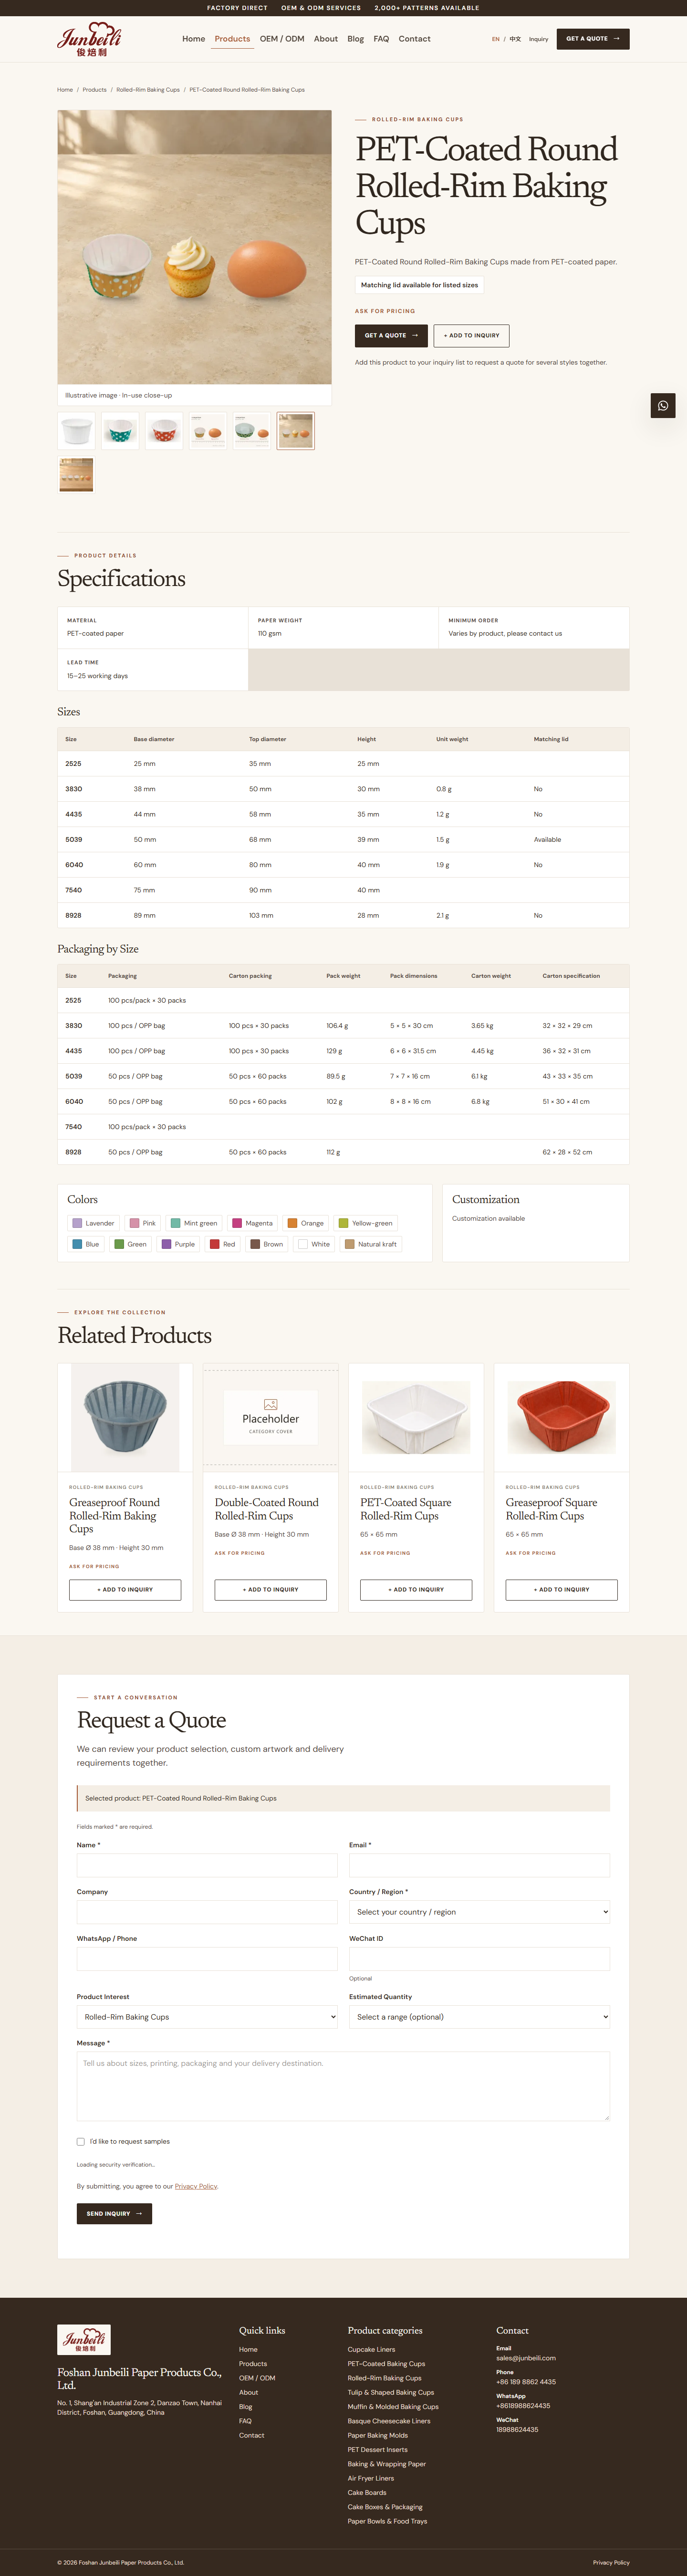 FACTORY DIRECT OEM & ODM SERVICES 2,000+ PATTERNS AVAILABLE
Junbeili
俊焙利
Home Products OEM / ODM About Blog FAQ Contact
EN / 中文 Inquiry GET A QUOTE →
Home / Products / Rolled-Rim Baking Cups / PET-Coated Round Rolled-Rim Baking Cups
ROLLED-RIM BAKING CUPS
PET-Coated Round
Rolled-Rim Baking
Cups
PET-Coated Round Rolled-Rim Baking Cups made from PET-coated paper.
Matching lid available for listed sizes
ASK FOR PRICING
GET A QUOTE →
+ ADD TO INQUIRY
Add this product to your inquiry list to request a quote for several styles together.
Illustrative image · In-use close-up
PRODUCT DETAILS
Specifications
MATERIAL
PET-coated paper
PAPER WEIGHT
110 gsm
MINIMUM ORDER
Varies by product, please contact us
LEAD TIME
15–25 working days
Sizes
Size Base diameter Top diameter Height Unit weight Matching lid
2525 25 mm 35 mm 25 mm
3830 38 mm 50 mm 30 mm 0.8 g No
4435 44 mm 58 mm 35 mm 1.2 g No
5039 50 mm 68 mm 39 mm 1.5 g Available
6040 60 mm 80 mm 40 mm 1.9 g No
7540 75 mm 90 mm 40 mm
8928 89 mm 103 mm 28 mm 2.1 g No
Packaging by Size
Size Packaging Carton packing Pack weight Pack dimensions Carton weight Carton specification
2525 100 pcs/pack × 30 packs
3830 100 pcs / OPP bag 100 pcs × 30 packs 106.4 g 5 × 5 × 30 cm 3.65 kg 32 × 32 × 29 cm
4435 100 pcs / OPP bag 100 pcs × 30 packs 129 g 6 × 6 × 31.5 cm 4.45 kg 36 × 32 × 31 cm
5039 50 pcs / OPP bag 50 pcs × 60 packs 89.5 g 7 × 7 × 16 cm 6.1 kg 43 × 33 × 35 cm
6040 50 pcs / OPP bag 50 pcs × 60 packs 102 g 8 × 8 × 16 cm 6.8 kg 51 × 30 × 41 cm
7540 100 pcs/pack × 30 packs
8928 50 pcs / OPP bag 50 pcs × 60 packs 112 g 62 × 28 × 52 cm
Colors
Lavender Pink Mint green Magenta Orange Yellow-green
Blue Green Purple Red Brown White Natural kraft
Customization
Customization available
EXPLORE THE COLLECTION
Related Products
ROLLED-RIM BAKING CUPS
Greaseproof Round
Rolled-Rim Baking
Cups
Base Ø 38 mm · Height 30 mm
ASK FOR PRICING
+ ADD TO INQUIRY
Placeholder
CATEGORY COVER
ROLLED-RIM BAKING CUPS
Double-Coated Round
Rolled-Rim Cups
Base Ø 38 mm · Height 30 mm
ASK FOR PRICING
+ ADD TO INQUIRY
ROLLED-RIM BAKING CUPS
PET-Coated Square
Rolled-Rim Cups
65 × 65 mm
ASK FOR PRICING
+ ADD TO INQUIRY
ROLLED-RIM BAKING CUPS
Greaseproof Square
Rolled-Rim Cups
65 × 65 mm
ASK FOR PRICING
+ ADD TO INQUIRY
START A CONVERSATION
Request a Quote
We can review your product selection, custom artwork and delivery
requirements together.
Selected product: PET-Coated Round Rolled-Rim Baking Cups
Fields marked * are required.
Name *
Email *
Company
Country / Region *
Select your country / region
WhatsApp / Phone
WeChat ID
Optional
Product Interest
Rolled-Rim Baking Cups
Estimated Quantity
Select a range (optional)
Message *
Tell us about sizes, printing, packaging and your delivery destination.
I'd like to request samples
Loading security verification…
By submitting, you agree to our Privacy Policy.
SEND INQUIRY →
Junbeili
俊焙利
Foshan Junbeili Paper Products Co.,
Ltd.
No. 1, Shang'an Industrial Zone 2, Danzao Town, Nanhai
District, Foshan, Guangdong, China
Quick links
Home
Products
OEM / ODM
About
Blog
FAQ
Contact
Product categories
Cupcake Liners
PET-Coated Baking Cups
Rolled-Rim Baking Cups
Tulip & Shaped Baking Cups
Muffin & Molded Baking Cups
Basque Cheesecake Liners
Paper Baking Molds
PET Dessert Inserts
Baking & Wrapping Paper
Air Fryer Liners
Cake Boards
Cake Boxes & Packaging
Paper Bowls & Food Trays
Contact
Email
sales@junbeili.com
Phone
+86 189 8862 4435
WhatsApp
+8618988624435
WeChat
18988624435
© 2026 Foshan Junbeili Paper Products Co., Ltd.
Privacy Policy